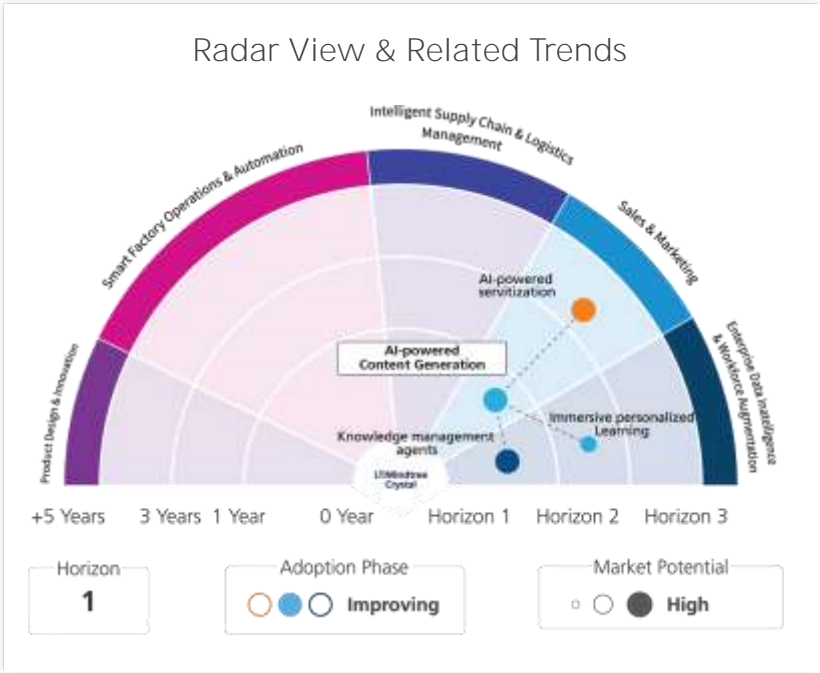 Radar View & Related Trends
Intelligent Supply Chain & Logistics
Management
Smart Factory Operations & Automation
Sales & Marketing
Product Design & Innovation
Enterprise Data Inatelligence
& Workforce Augmentation
AI-powered
servitization
AI-powered
Content Generation
Immersive personalized
Learning
Knowledge management
agents
LTIMindtree
Crystal
+5 Years 3 Years 1 Year 0 Year Horizon 1 Horizon 2 Horizon 3
Horizon
1
Adoption Phase
Improving
Market Potential
High